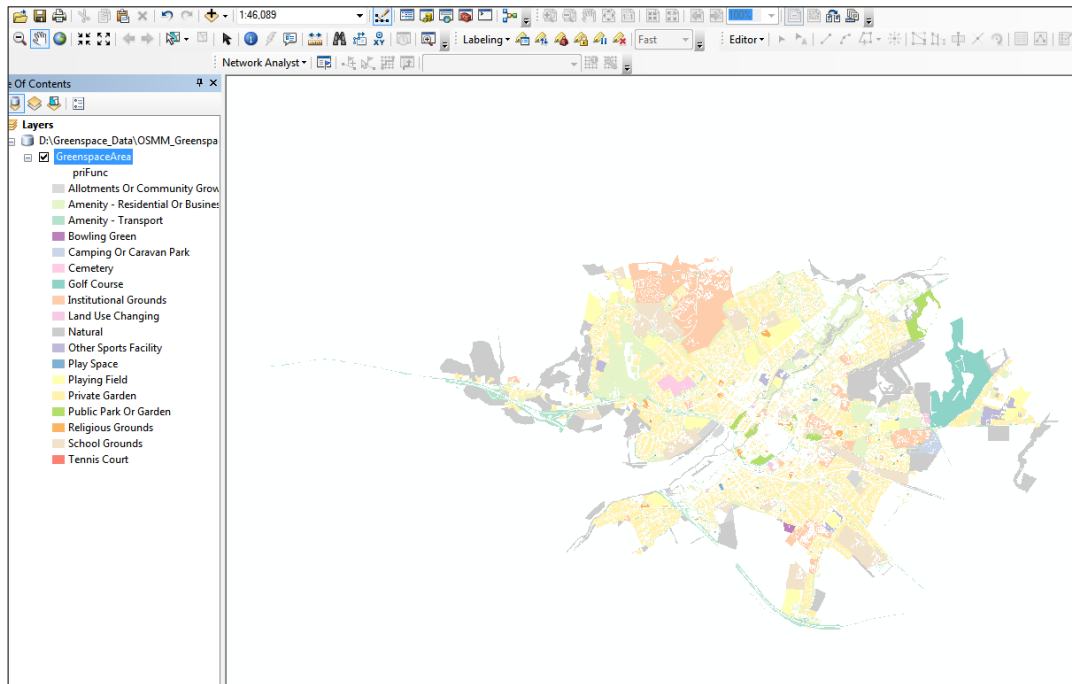 1:46,089
100%
Labeling
Fast
Editor
Network Analyst
e Of Contents
Layers
D:\Greenspace_Data\OSMM_Greenspa
GreenspaceArea
priFunc
Allotments Or Community Grow
Amenity - Residential Or Busines
Amenity - Transport
Bowling Green
Camping Or Caravan Park
Cemetery
Golf Course
Institutional Grounds
Land Use Changing
Natural
Other Sports Facility
Play Space
Playing Field
Private Garden
Public Park Or Garden
Religious Grounds
School Grounds
Tennis Court